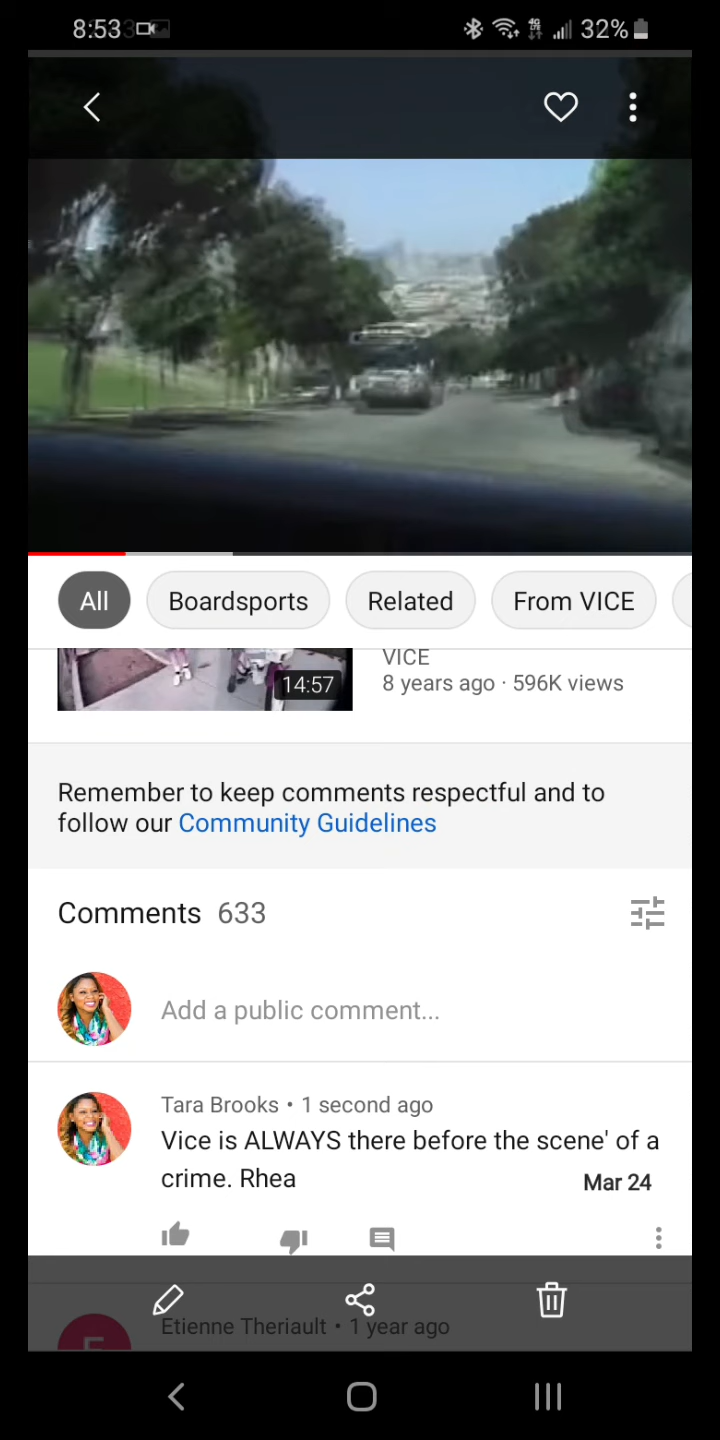 8:53
4G
LTE
32%
All
Boardsports
Related
From VICE
14:57
VICE
8 years ago · 596K views
Remember to keep comments respectful and to
follow our Community Guidelines
Comments 633
Add a public comment...
Tara Brooks • 1 second ago
Vice is ALWAYS there before the scene' of a
crime. Rhea
Mar 24
Etienne Theriault • 1 year ago
E